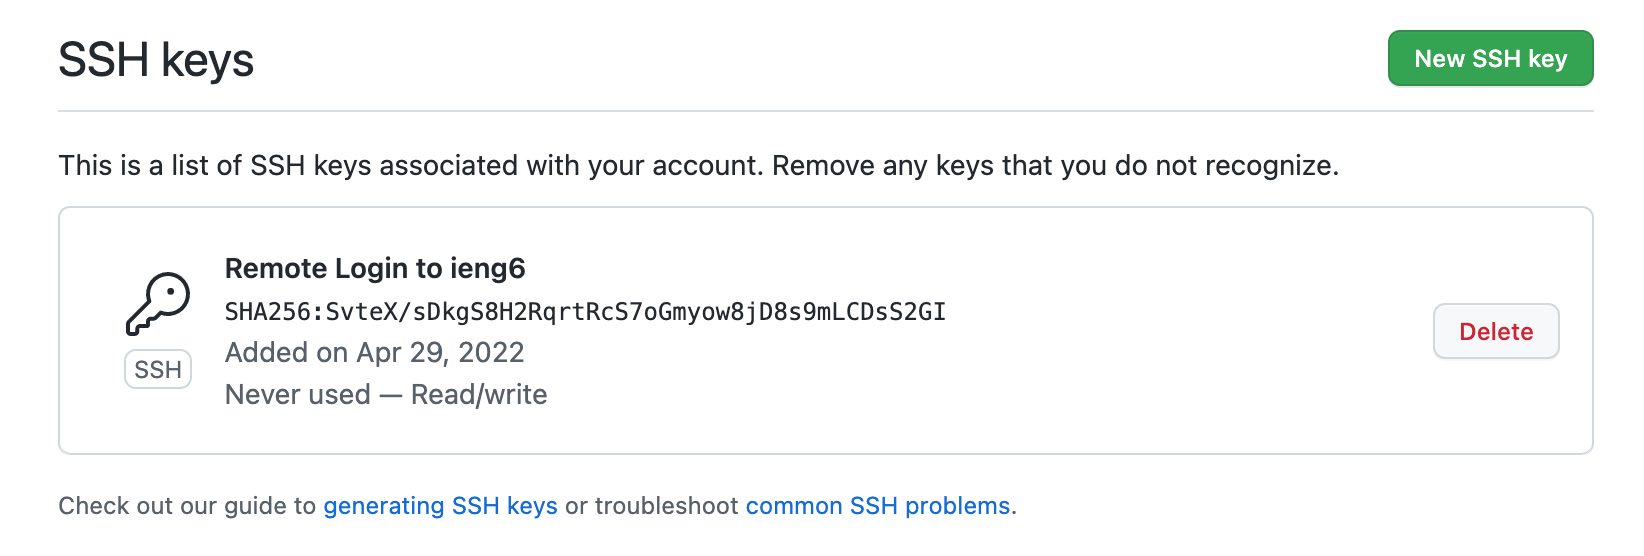 SSH keys
New SSH key
This is a list of SSH keys associated with your account. Remove any keys that you do not recognize.
Remote Login to ieng6
SHA256:SvteX/sDkgS8H2RqrtRcS7oGmyow8jD8s9mLCDsS2GI
Added on Apr 29, 2022
Never used — Read/write
SSH
Delete
Check out our guide to generating SSH keys or troubleshoot common SSH problems.